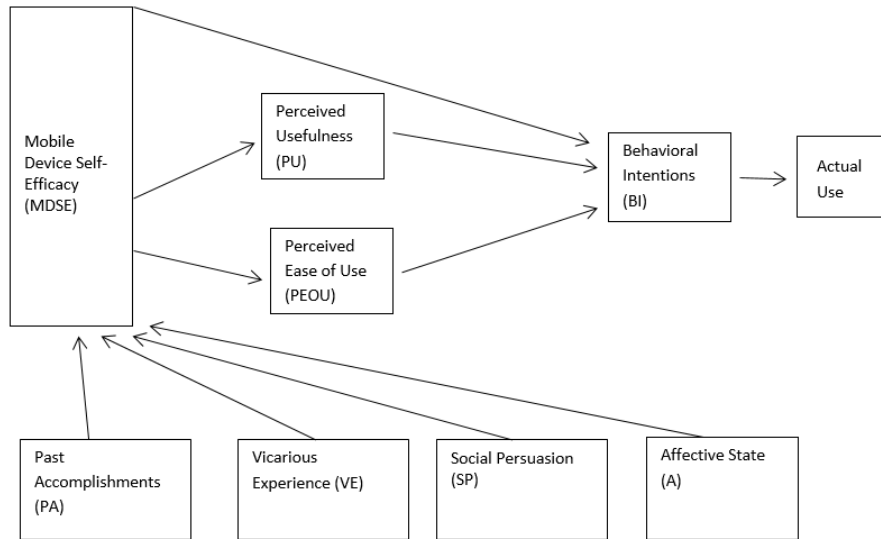 Mobile
Device Self-
Efficacy
(MDSE)
Perceived
Usefulness
(PU)
Perceived
Ease of Use
(PEOU)
Behavioral
Intentions
(BI)
Actual
Use
Past
Accomplishments
(PA)
Vicarious
Experience (VE)
Social Persuasion
(SP)
Affective State
(A)